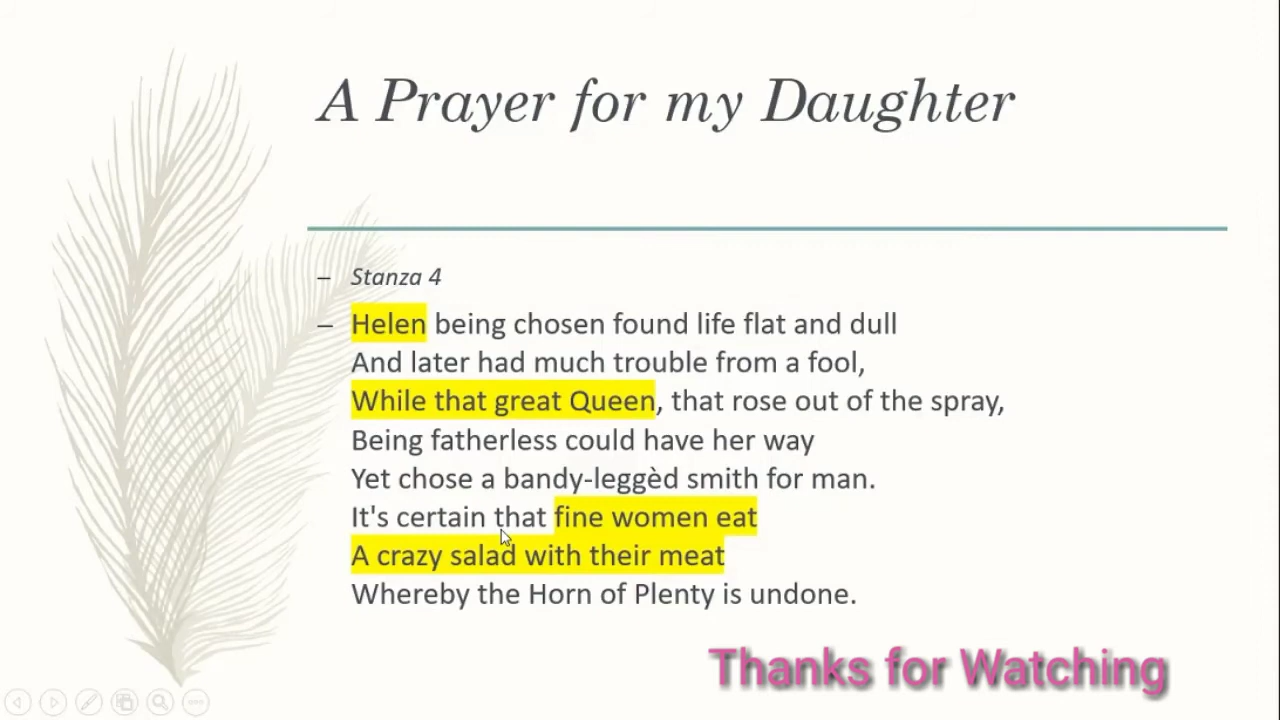 A Prayer for my Daughter
– Stanza 4
– Helen being chosen found life flat and dull
And later had much trouble from a fool,
While that great Queen, that rose out of the spray,
Being fatherless could have her way
Yet chose a bandy-leggèd smith for man.
It's certain that fine women eat
A crazy salad with their meat
Whereby the Horn of Plenty is undone.
Thanks for Watching